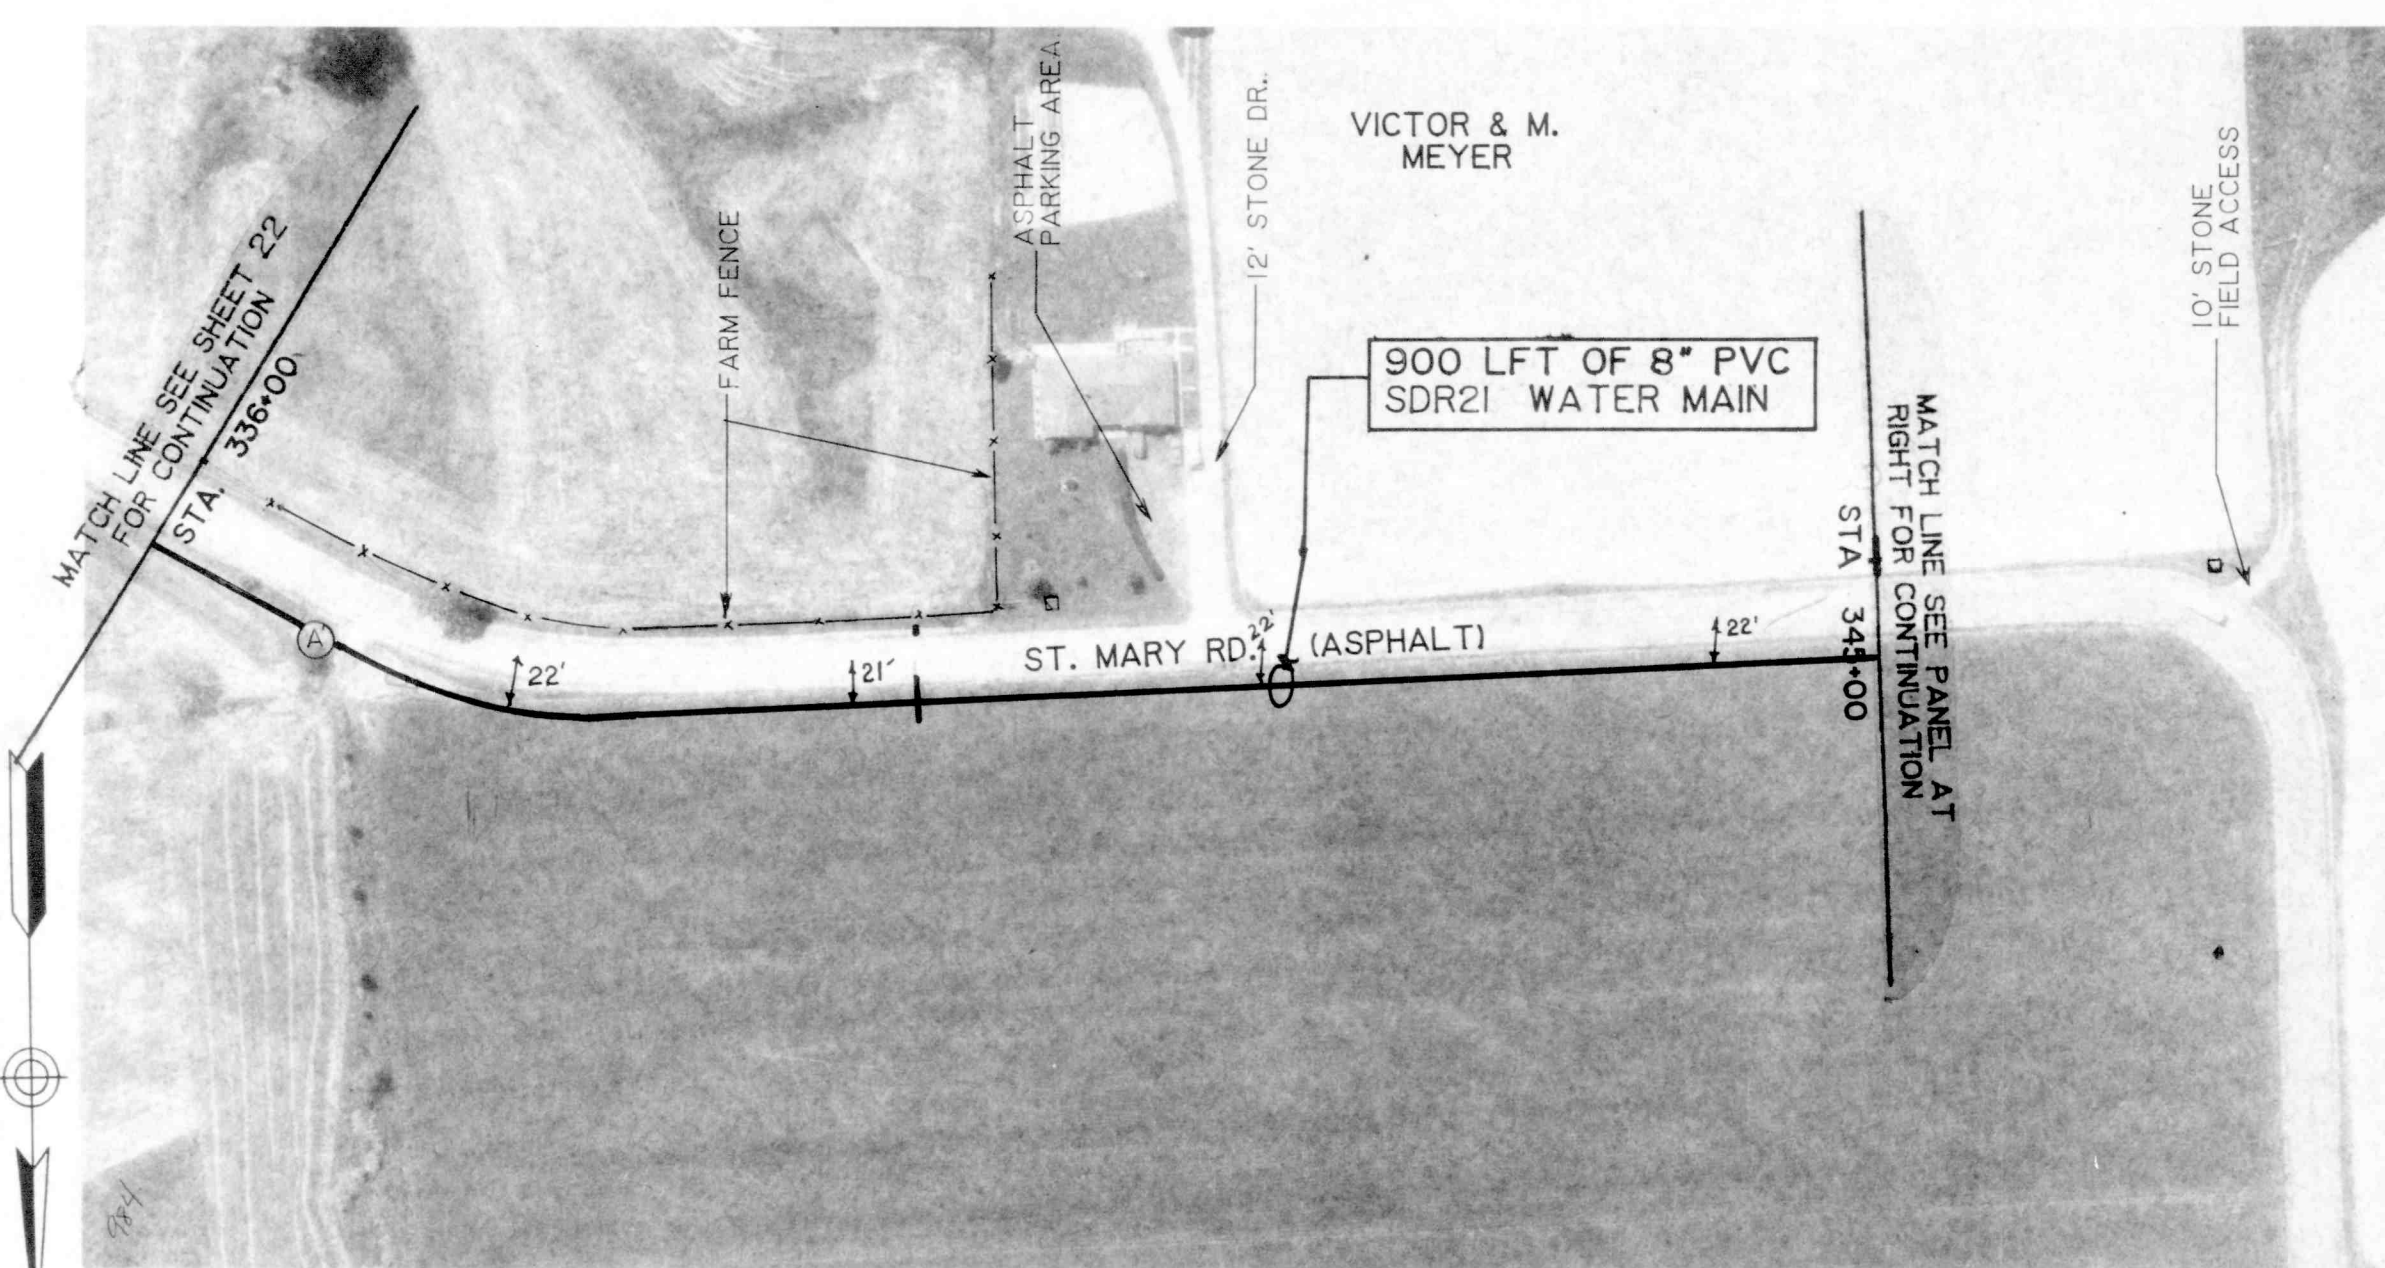 MATCH LINE SEE SHEET 22
FOR CONTINUATION
STA. 336+00
FARM FENCE
ASPHALT
PARKING AREA
12' STONE DR.
VICTOR & M.
MEYER
10' STONE
FIELD ACCESS
900 LFT OF 8" PVC
SDR21 WATER MAIN
MATCH LINE SEE PANEL AT
RIGHT FOR CONTINUATION
STA 345+00
A
22'
21'
ST. MARY RD. (ASPHALT)
22'
22'
984